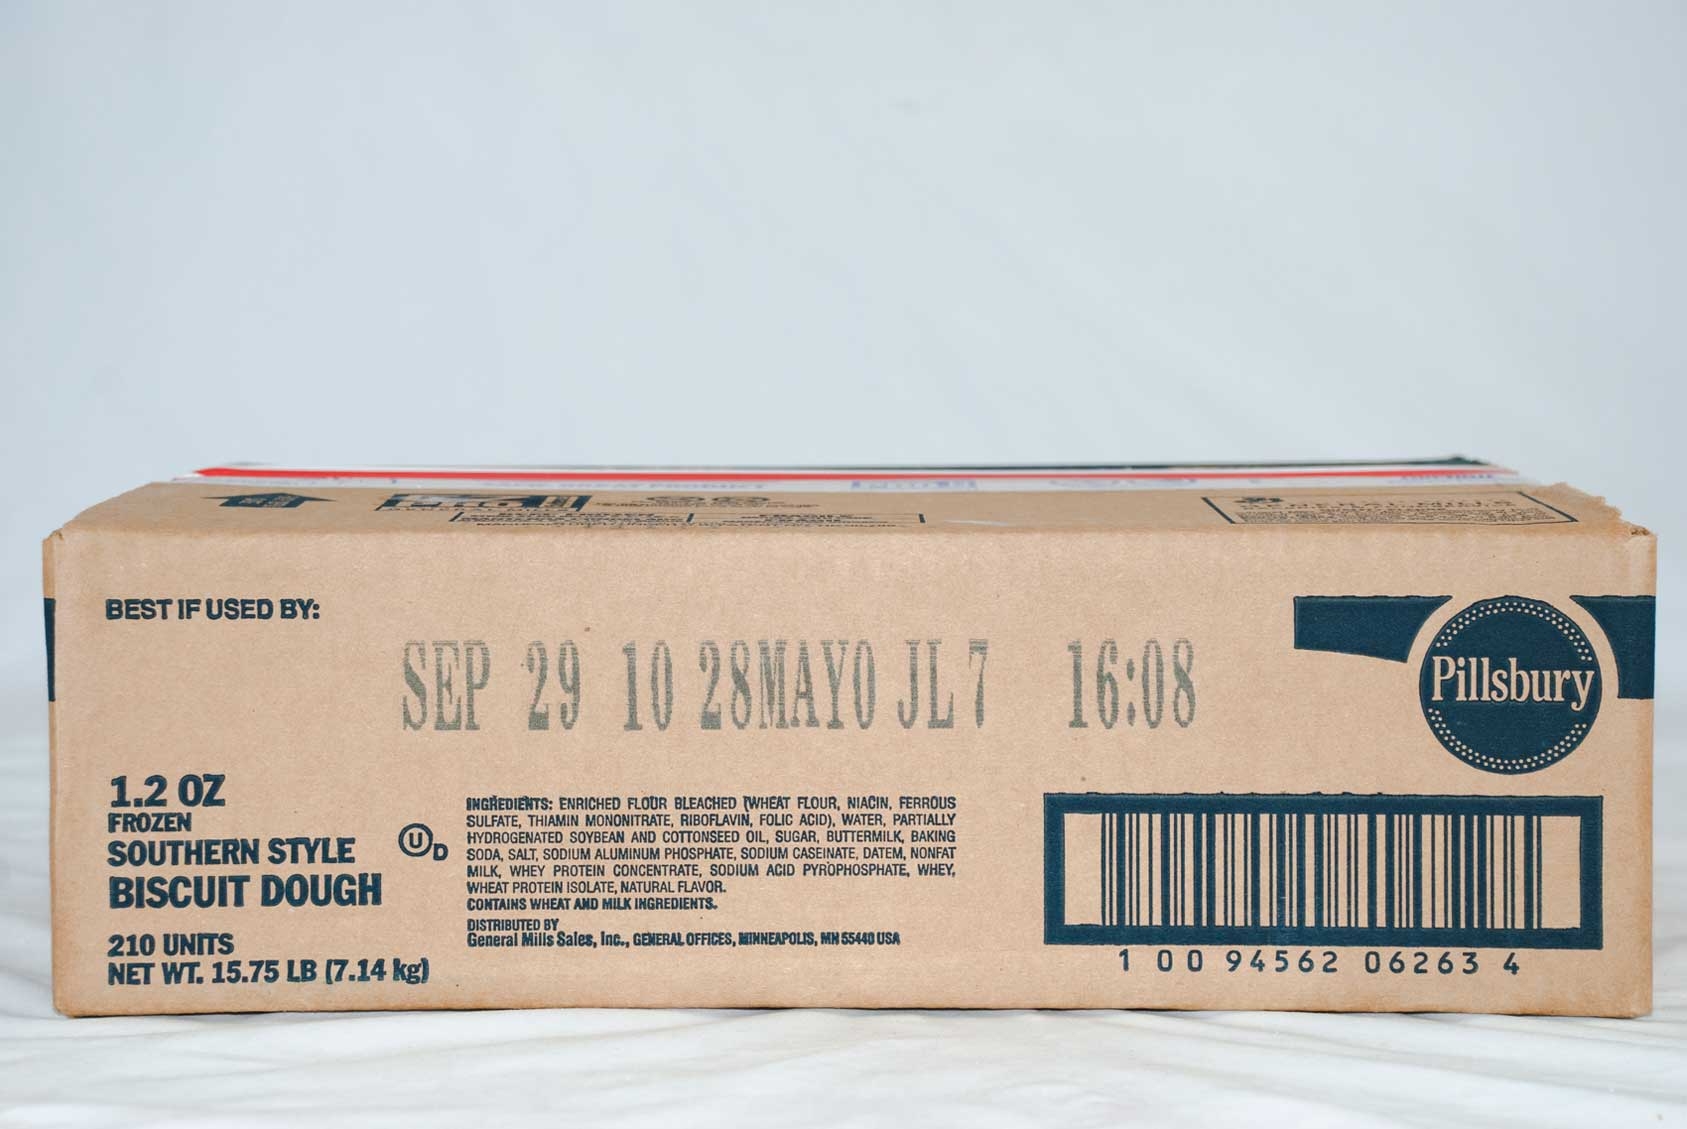 BEST IF USED BY:
SEP 29 10 28MAYO JL 7 16:08
Pillsbury
1.2 OZ
FROZEN
SOUTHERN STYLE
BISCUIT DOUGH
210 UNITS
NET WT. 15.75 LB (7.14 kg)
U D
INGREDIENTS: ENRICHED FLOUR BLEACHED (WHEAT FLOUR, NIACIN, FERROUS
SULFATE, THIAMIN MONONITRATE, RIBOFLAVIN, FOLIC ACID), WATER, PARTIALLY
HYDROGENATED SOYBEAN AND COTTONSEED OIL, SUGAR, BUTTERMILK, BAKING
SODA, SALT, SODIUM ALUMINUM PHOSPHATE, SODIUM CASEINATE, DATEM, NONFAT
MILK, WHEY PROTEIN CONCENTRATE, SODIUM ACID PYROPHOSPHATE, WHEY,
WHEAT PROTEIN ISOLATE, NATURAL FLAVOR.
CONTAINS WHEAT AND MILK INGREDIENTS.
DISTRIBUTED BY
General Mills Sales, Inc., GENERAL OFFICES, MINNEAPOLIS, MN 55440 USA
1 0 0 94562 06263 4